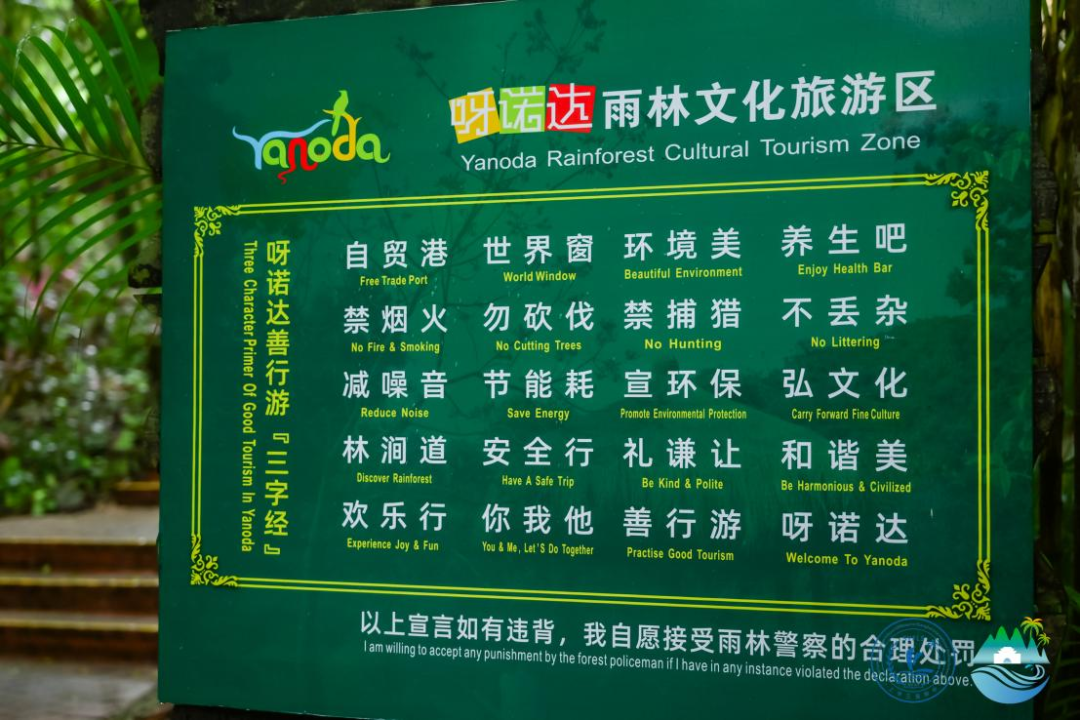 Yanoda
呀诺达雨林文化旅游区
Yanoda Rainforest Cultural Tourism Zone
呀诺达善行游『三字经』
Three Character Primer Of Good Tourism In Yanoda
自贸港 世界窗 环境美 养生吧
Free Trade Port World Window Beautiful Environment Enjoy Health Bar
禁烟火 勿砍伐 禁捕猎 不丢杂
No Fire & Smoking No Cutting Trees No Hunting No Littering
减噪音 节能耗 宣环保 弘文化
Reduce Noise Save Energy Promote Environmental Protection Carry Forward Fine Culture
林涧道 安全行 礼谦让 和谐美
Discover Rainforest Have A Safe Trip Be Kind & Polite Be Harmonious & Civilized
欢乐行 你我他 善行游 呀诺达
Experience Joy & Fun You & Me, Let'S Do Together Practise Good Tourism Welcome To Yanoda
以上宣言如有违背，我自愿接受雨林警察的合理处罚
I am willing to accept any punishment by the forest policeman if I have in any instance violated the declaration above.